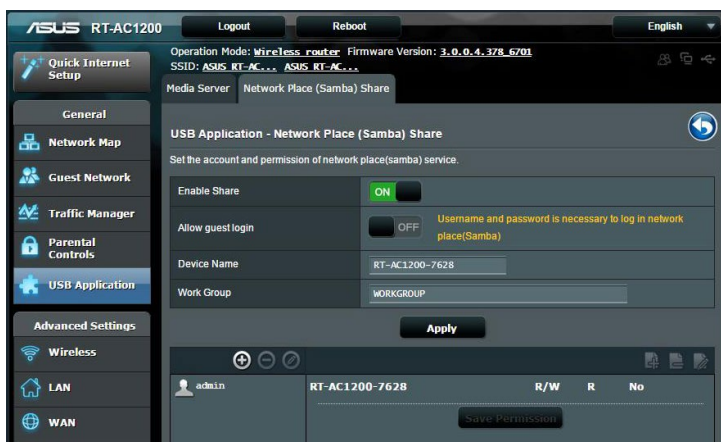 ASUS RT-AC1200 Logout Reboot English
Quick Internet Setup
Operation Mode: Wireless router Firmware Version: 3.0.0.4.378_6701
SSID: ASUS RT-AC... ASUS RT-AC...
Media Server Network Place (Samba) Share
General
Network Map
Guest Network
Traffic Manager
Parental Controls
USB Application
Advanced Settings
Wireless
LAN
WAN
USB Application - Network Place (Samba) Share
Set the account and permission of network place(samba) service.
Enable Share ON
Allow guest login OFF Username and password is necessary to log in network
place(Samba)
Device Name RT-AC1200-7628
Work Group WORKGROUP
Apply
admin RT-AC1200-7628 R/W R No
Save Permission